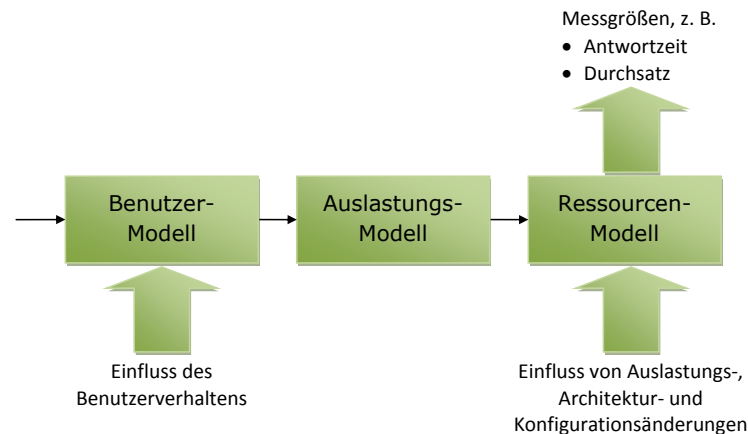 Messgrößen, z. B.
• Antwortzeit
• Durchsatz
Benutzer-
Modell
Auslastungs-
Modell
Ressourcen-
Modell
Einfluss des
Benutzerverhaltens
Einfluss von Auslastungs-,
Architektur- und
Konfigurationsänderungen